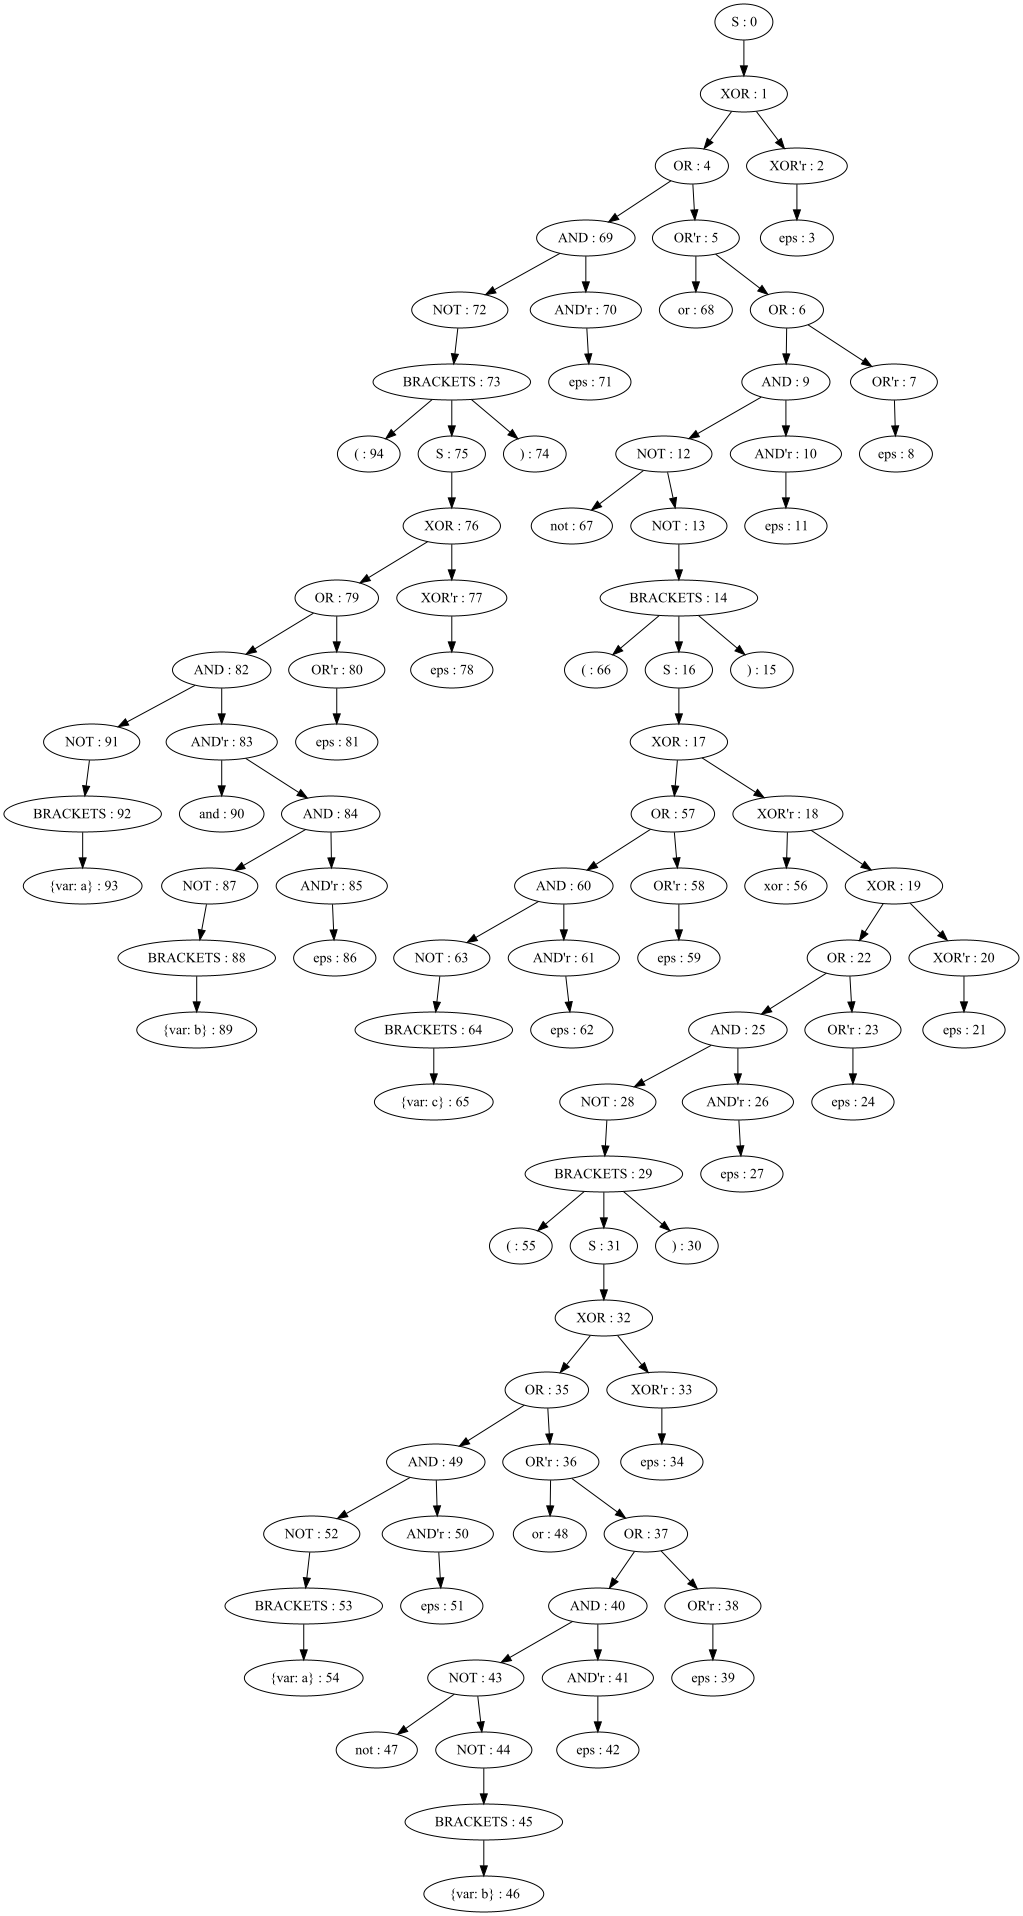 S : 0
XOR : 1
OR : 4
XOR'r : 2
AND : 69
OR'r : 5
eps : 3
NOT : 72
AND'r : 70
or : 68
OR : 6
BRACKETS : 73
eps : 71
AND : 9
OR'r : 7
( : 94
S : 75
) : 74
NOT : 12
AND'r : 10
eps : 8
XOR : 76
not : 67
NOT : 13
eps : 11
OR : 79
XOR'r : 77
BRACKETS : 14
AND : 82
OR'r : 80
eps : 78
( : 66
S : 16
) : 15
NOT : 91
AND'r : 83
eps : 81
XOR : 17
BRACKETS : 92
and : 90
AND : 84
OR : 57
XOR'r : 18
{var: a} : 93
NOT : 87
AND'r : 85
AND : 60
OR'r : 58
xor : 56
XOR : 19
BRACKETS : 88
eps : 86
NOT : 63
AND'r : 61
eps : 59
OR : 22
XOR'r : 20
{var: b} : 89
BRACKETS : 64
eps : 62
AND : 25
OR'r : 23
eps : 21
{var: c} : 65
NOT : 28
AND'r : 26
eps : 24
BRACKETS : 29
eps : 27
( : 55
S : 31
) : 30
XOR : 32
OR : 35
XOR'r : 33
AND : 49
OR'r : 36
eps : 34
NOT : 52
AND'r : 50
or : 48
OR : 37
BRACKETS : 53
eps : 51
AND : 40
OR'r : 38
{var: a} : 54
NOT : 43
AND'r : 41
eps : 39
not : 47
NOT : 44
eps : 42
BRACKETS : 45
{var: b} : 46